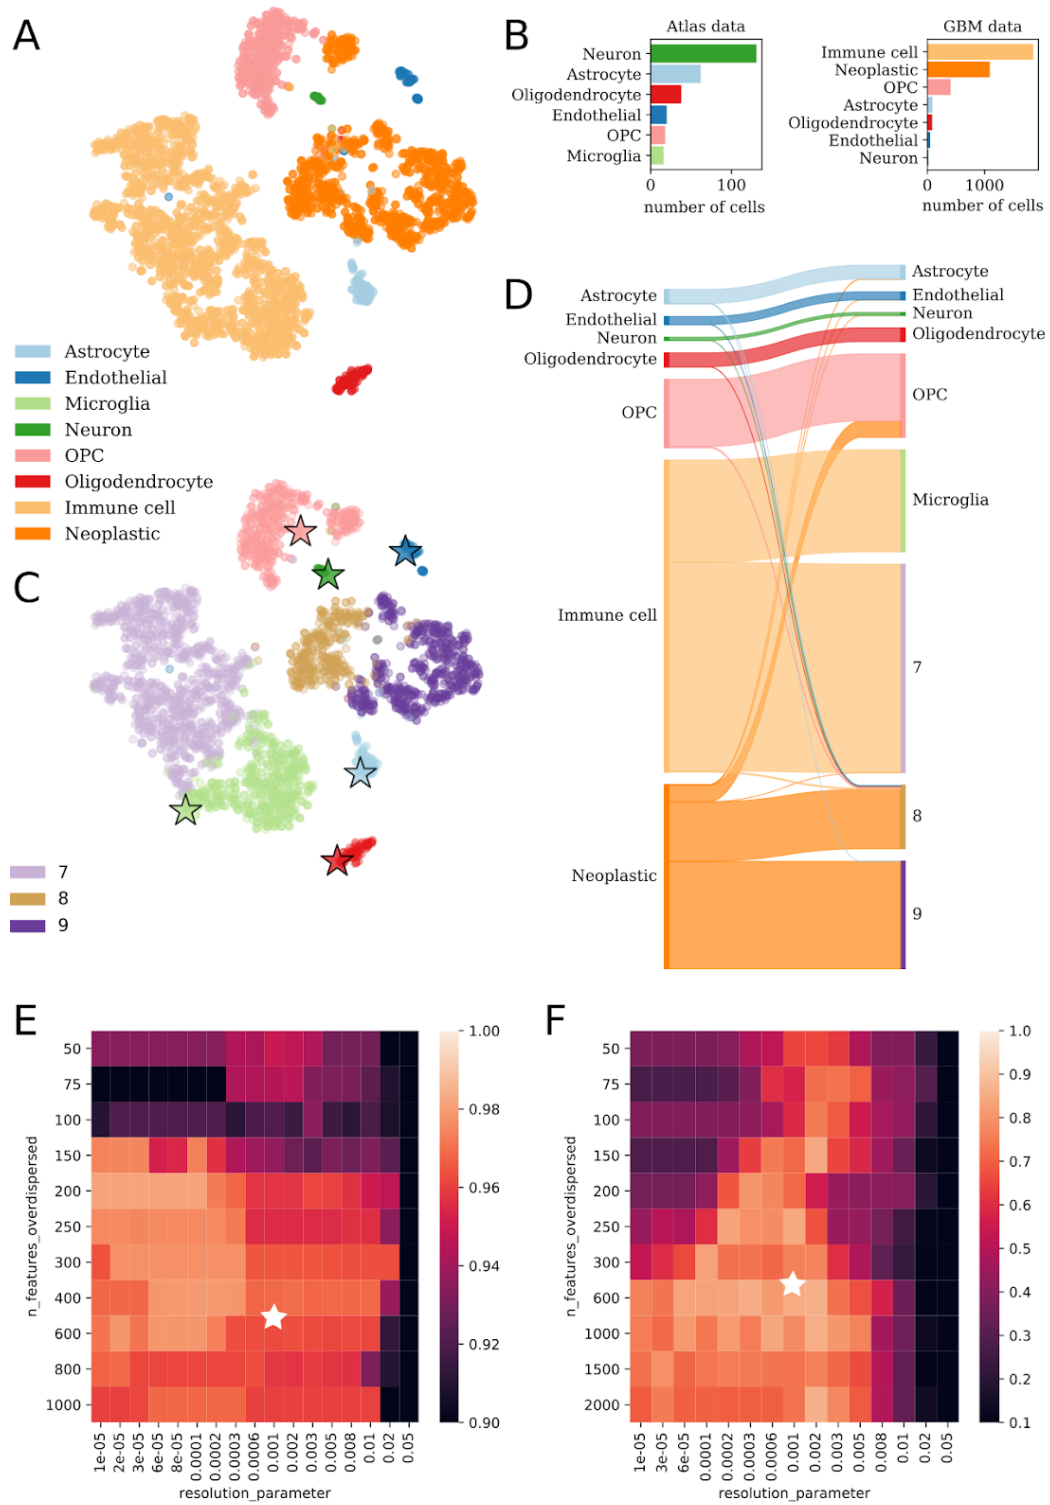 A
B
Atlas data
GBM data
Neuron
Astrocyte
Oligodendrocyte
Endothelial
OPC
Microglia
0
100
number of cells
Immune cell
Neoplastic
OPC
Astrocyte
Oligodendrocyte
Endothelial
Neuron
0
1000
number of cells
Astrocyte
Endothelial
Microglia
Neuron
OPC
Oligodendrocyte
Immune cell
Neoplastic
C
7
8
9
D
Astrocyte
Endothelial
Neuron
Oligodendrocyte
OPC
Immune cell
Neoplastic
Astrocyte
Endothelial
Neuron
Oligodendrocyte
OPC
Microglia
7
8
9
E
n_features_overdispersed
50
75
100
150
200
250
300
400
600
800
1000
1e-05
2e-05
3e-05
6e-05
8e-05
0.0001
0.0002
0.0003
0.0006
0.0001
0.0002
0.0003
0.0006
0.008
0.01
0.02
0.05
resolution_parameter
1.00
0.98
0.96
0.94
0.92
0.90
F
n_features_overdispersed
50
75
100
150
200
250
300
600
1000
1500
2000
1e-05
3e-05
6e-05
0.0001
0.0002
0.0003
0.0006
0.001
0.002
0.003
0.005
0.0008
0.01
0.02
0.05
resolution_parameter
1.0
0.9
0.8
0.7
0.6
0.5
0.4
0.3
0.2
0.1